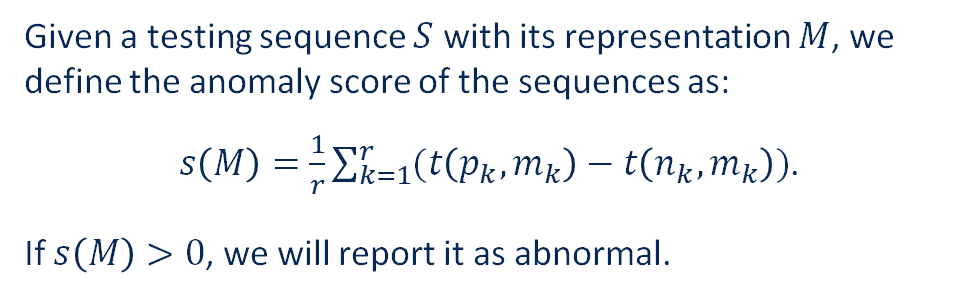 Given a testing sequence S with its representation M, we
define the anomaly score of the sequences as:
s(M) = \frac{1}{r} \sum_{k=1}^{r} (t(p_k, m_k) − t(n_k, m_k)).
If s(M) > 0, we will report it as abnormal.